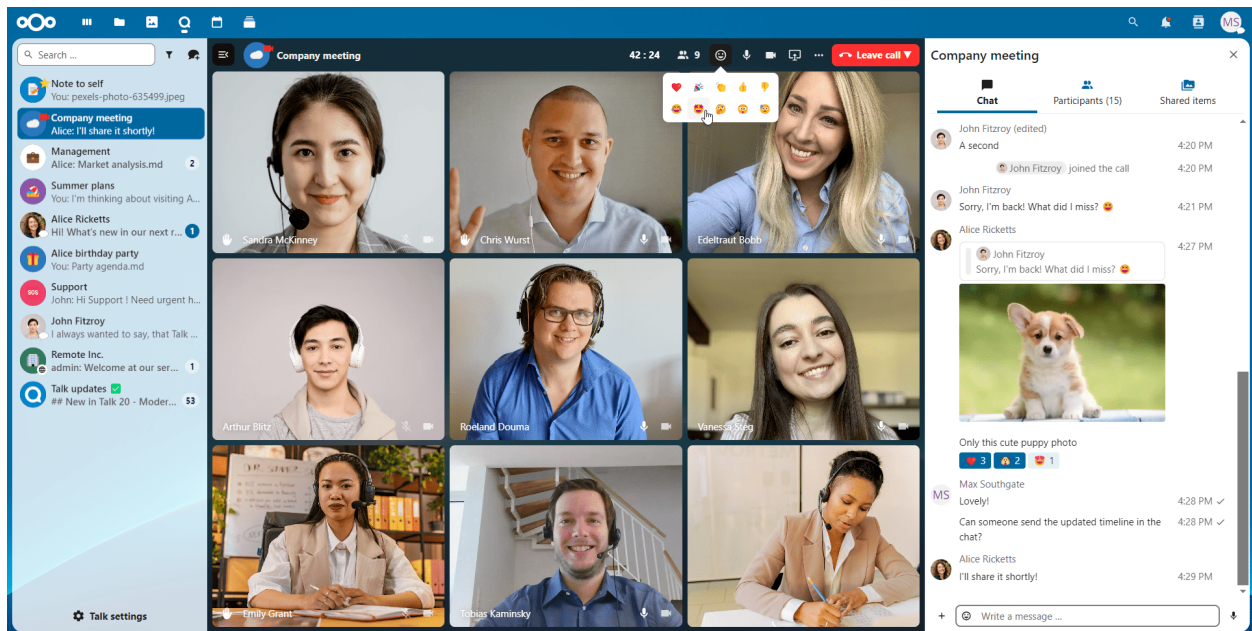 MS
Search ...
Note to self
You: pexels-photo-635499.jpeg
Company meeting
Alice: I'll share it shortly!
Management
Alice: Market analysis.md 2
Summer plans
You: I'm thinking about visiting A...
Alice Ricketts
Hi! What's new in our next r... 1
Alice birthday party
You: Party agenda.md
SOS
Support
John: Hi Support ! Need urgent h...
John Fitzroy
I always wanted to say, that Talk ...
Remote Inc.
admin: Welcome at our ser... 1
Talk updates ✅
## New in Talk 20 - Moder... 53
Talk settings
Company meeting
42 : 24
9
Leave call
Sandra McKinney
Chris Wurst
Edeltraut Bobb
Arthur Blitz
Roeland Douma
Vanessa Steg
Emily Grant
Tobias Kaminsky
Company meeting
Chat
Participants (15)
Shared items
John Fitzroy (edited)
A second 4:20 PM
John Fitzroy joined the call 4:20 PM
John Fitzroy
Sorry, I'm back! What did I miss? 😄 4:21 PM
Alice Ricketts
4:27 PM
John Fitzroy
Sorry, I'm back! What did I miss? 😄
Only this cute puppy photo
❤️ 3 🙈 2 😍 1
MS
Max Southgate
Lovely! 4:28 PM
Can someone send the updated timeline in the 4:28 PM
chat?
Alice Ricketts
I'll share it shortly! 4:29 PM
Write a message ...